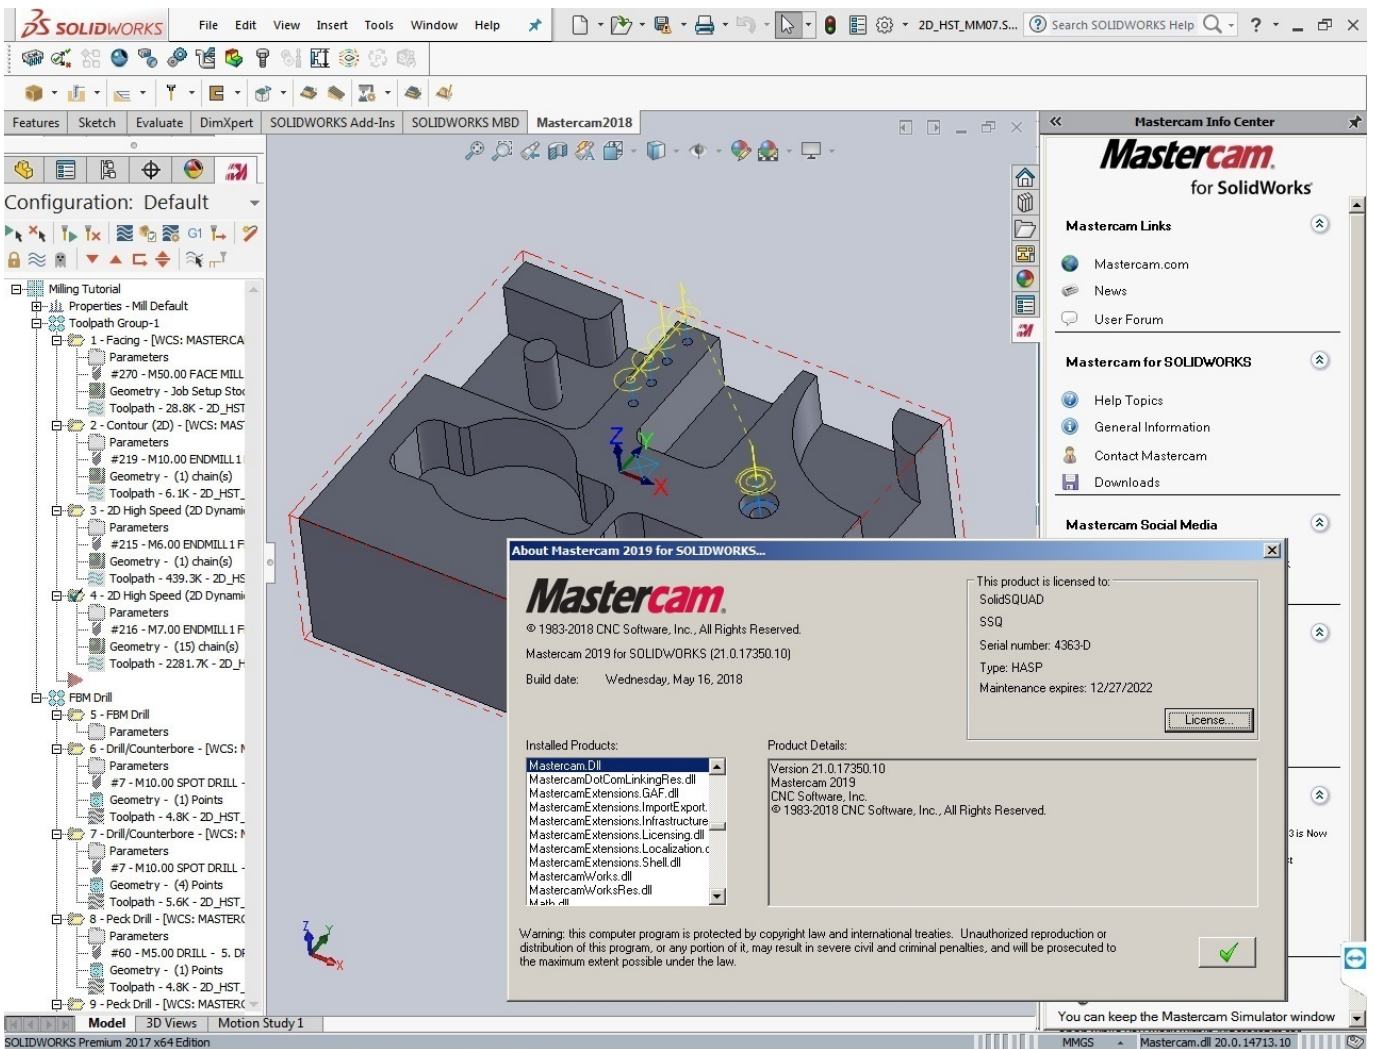 SOLIDWORKS File Edit View Insert Tools Window Help 2D_HST_MM07.S... Search SOLIDWORKS Help
Features Sketch Evaluate DimXpert SOLIDWORKS Add-Ins SOLIDWORKS MBD Mastercam2018
Configuration: Default
G1
Milling Tutorial
Properties - Mill Default
Toolpath Group-1
1 - Facing - [WCS: MASTERCA
Parameters
#270 - M50.00 FACE MILL
Geometry - Job Setup Stoc
Toolpath - 28.8K - 2D_HST
2 - Contour (2D) - [WCS: MAS
Parameters
#219 - M10.00 ENDMILL1
Geometry - (1) chain(s)
Toolpath - 6.1K - 2D_HST_
3 - 2D High Speed (2D Dynami
Parameters
#215 - M6.00 ENDMILL1 F
Geometry - (1) chain(s)
Toolpath - 439.3K - 2D_HS
4 - 2D High Speed (2D Dynami
Parameters
#216 - M7.00 ENDMILL1 F
Geometry - (15) chain(s)
Toolpath - 2281.7K - 2D_H
FBM Drill
5 - FBM Drill
Parameters
6 - Drill/Counterbore - [WCS: M
Parameters
#7 - M10.00 SPOT DRILL -
Geometry - (1) Points
Toolpath - 4.8K - 2D_HST_
7 - Drill/Counterbore - [WCS: M
Parameters
#7 - M10.00 SPOT DRILL -
Geometry - (4) Points
Toolpath - 5.6K - 2D_HST_
8 - Peck Drill - [WCS: MASTERC
Parameters
#60 - M5.00 DRILL - 5. DF
Geometry - (1) Points
Toolpath - 4.8K - 2D_HST_
9 - Peck Drill - [WCS: MASTERC
Z Y
X
Z Y
X
Mastercam Info Center
Mastercam.
for SolidWorks
Mastercam Links
Mastercam.com
News
User Forum
Mastercam for SOLIDWORKS
Help Topics
General Information
Contact Mastercam
Downloads
Mastercam Social Media
3 is Now
You can keep the Mastercam Simulator window
About Mastercam 2019 for SOLIDWORKS...
Mastercam.
© 1983-2018 CNC Software, Inc., All Rights Reserved.
Mastercam 2019 for SOLIDWORKS (21.0.17350.10)
Build date: Wednesday, May 16, 2018
This product is licensed to:
SolidSQUAD
SSQ
Serial number: 4363-D
Type: HASP
Maintenance expires: 12/27/2022
License...
Installed Products:
Mastercam.Dll
MastercamDotComLinkingRes.dll
MastercamExtensions.GAF.dll
MastercamExtensions.ImportExport.
MastercamExtensions.Infrastructure
MastercamExtensions.Licensing.dll
MastercamExtensions.Localization.c
MastercamExtensions.Shell.dll
MastercamWorks.dll
MastercamWorksRes.dll
Math.dll
Product Details:
Version 21.0.17350.10
Mastercam 2019
CNC Software, Inc.
© 1983-2018 CNC Software, Inc., All Rights Reserved.
Warning: this computer program is protected by copyright law and international treaties. Unauthorized reproduction or
distribution of this program, or any portion of it, may result in severe civil and criminal penalties, and will be prosecuted to
the maximum extent possible under the law.
Model 3D Views Motion Study 1
SOLIDWORKS Premium 2017 x64 Edition MMGS Mastercam.dll 20.0.14713.10